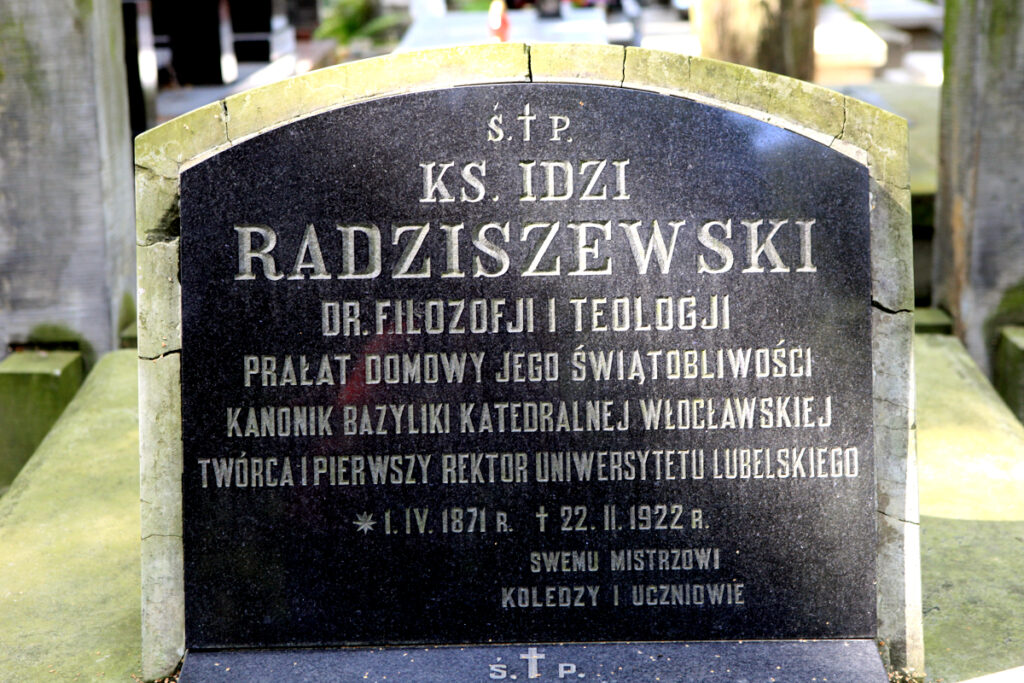 Ś.†P.
KS. IDZI
RADZISZEWSKI
DR. FILOZOFJI I TEOLOGJI
PRAŁAT DOMOWY JEGO ŚWIĄTOBLIWOŚCI
KANONIK BAZYLIKI KATEDRALNEJ WŁOCŁAWSKIEJ
TWÓRCA I PIERWSZY REKTOR UNIWERSYTETU LUBELSKIEGO
✴ 1. IV. 1871 R. † 22. II. 1922 R.
SWEMU MISTRZOWI
KOLEDZY I UCZNIOWIE
Ś.†P.